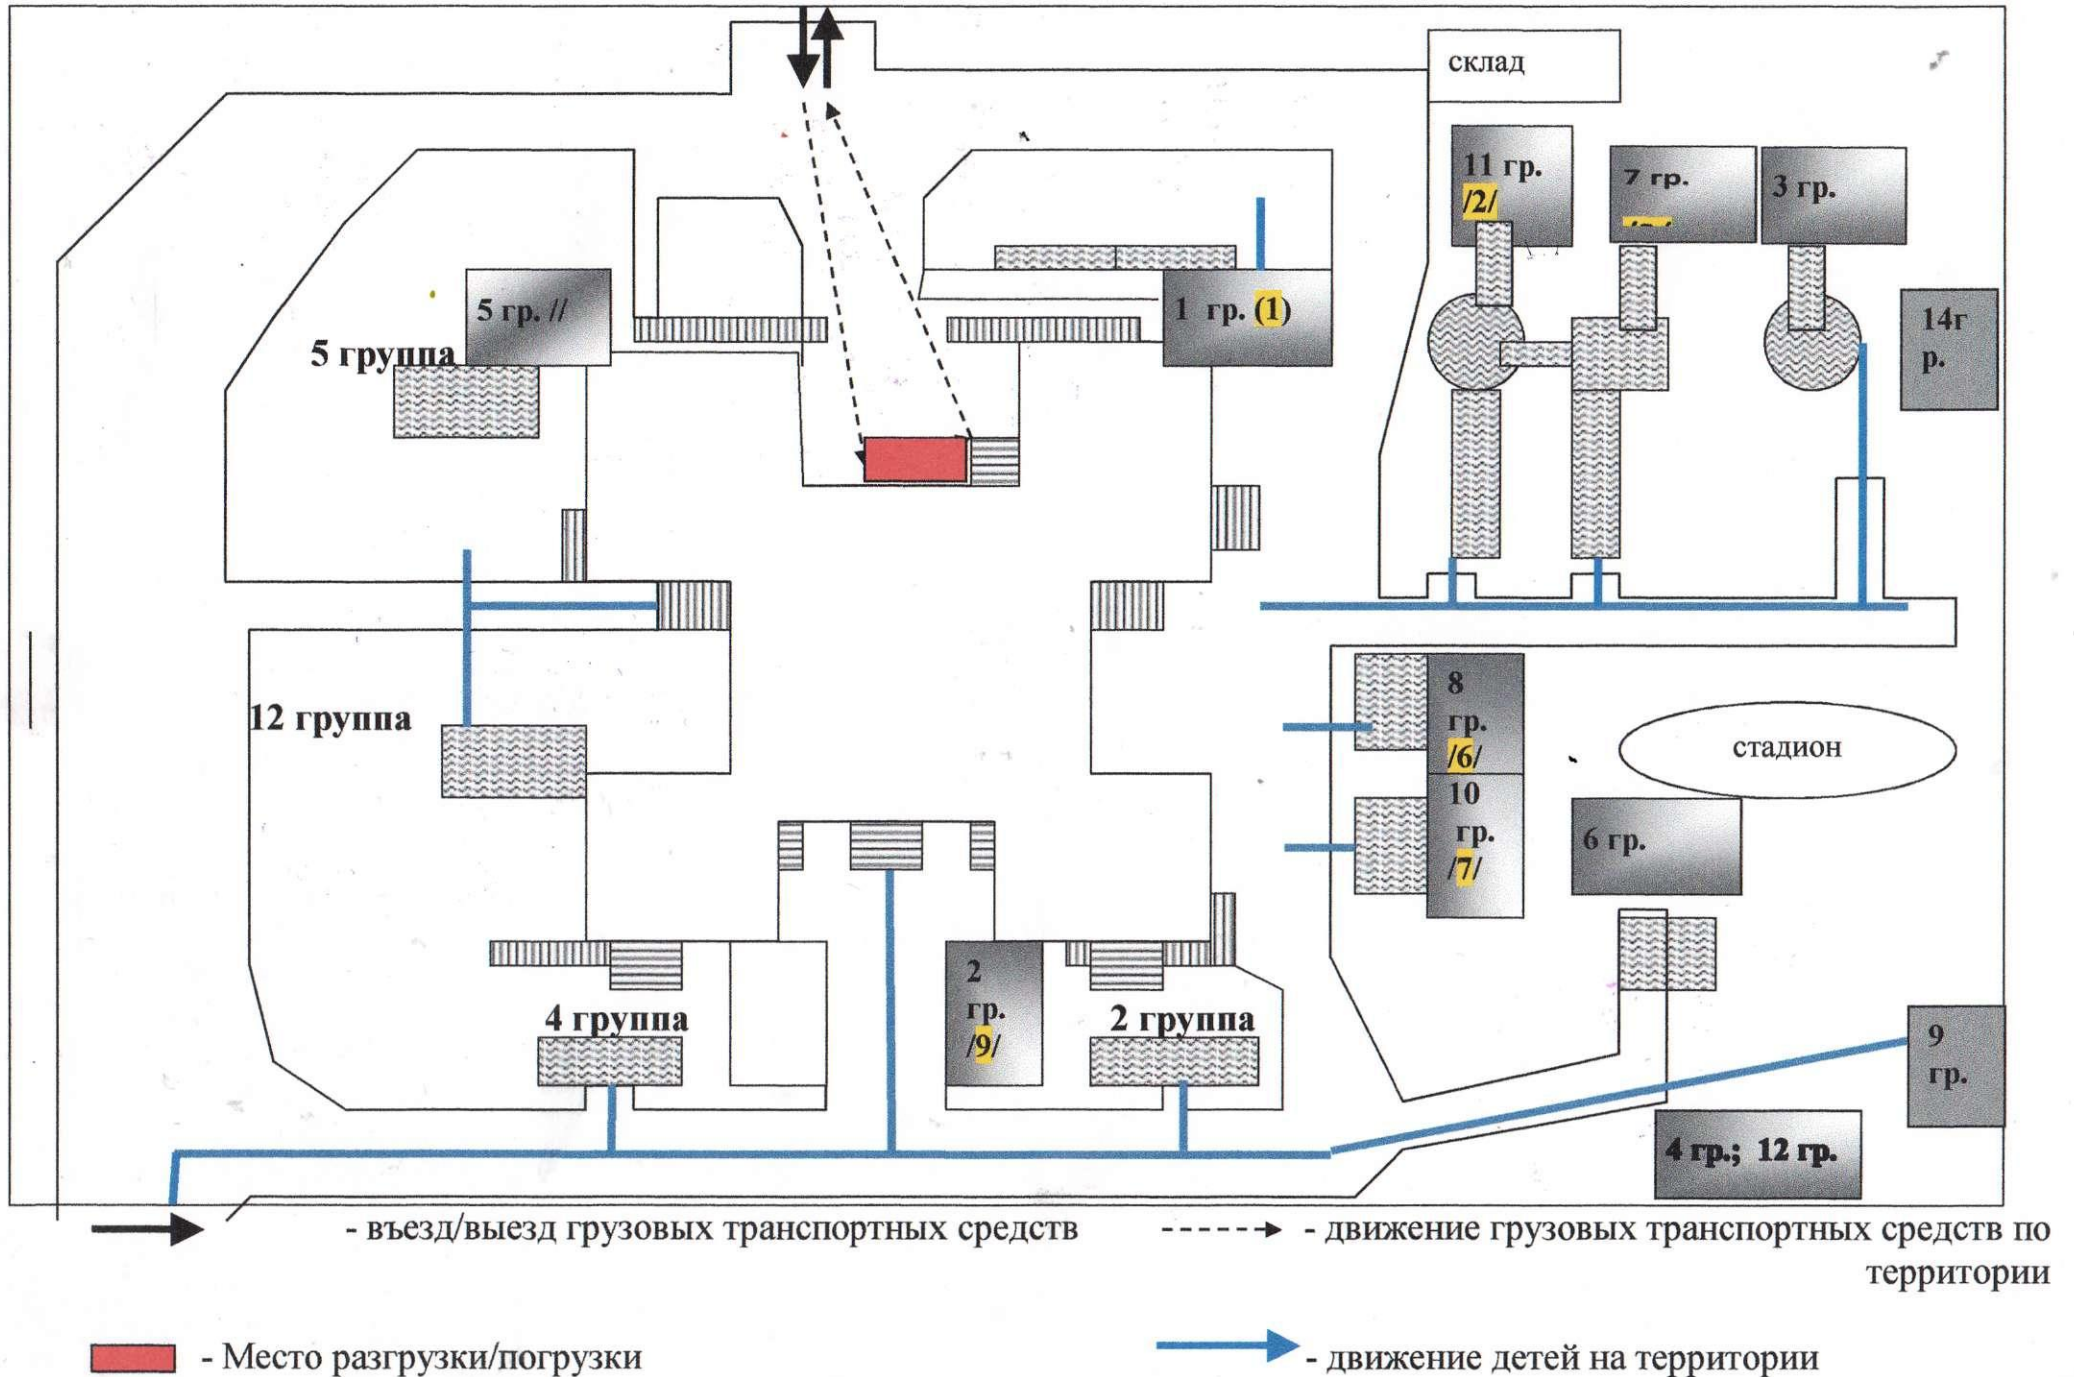 склад
11 гр.
/2/
7 гр.
3 гр.
5 гр. //
1 гр. (1)
14г
р.
5 группа
8
гр.
/6/
12 группа
стадион
10
гр.
/7/
6 гр.
2
гр.
/9/
4 группа
2 группа
9
гр.
4 гр.; 12 гр.
- въезд/выезд грузовых транспортных средств
- движение грузовых транспортных средств по
территории
- Место разгрузки/погрузки
- движение детей на территории